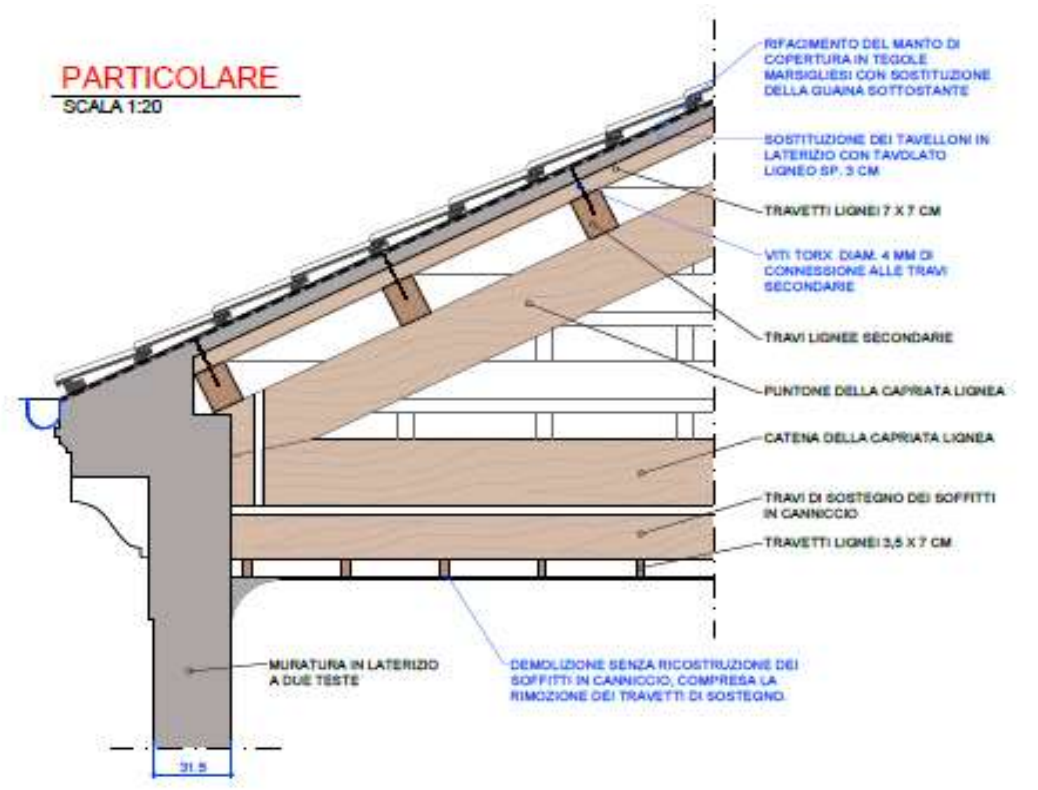 PARTICOLARE
SCALA 1:20
RIFACIMENTO DEL MANTO DI
COPERTURA IN TEGOLE
MARSIGLIESI CON SOSTITUZIONE
DELLA GUAINA SOTTOSTANTE
SOSTITUZIONE DEI TAVELLONI IN
LATERIZIO CON TAVOLATO
LIGNEO SP. 3 CM
TRAVETTI LIGNEI 7 X 7 CM
VITI TORX DIAM. 4 MM DI
CONNESSIONE ALLE TRAVI
SECONDARIE
TRAVI LIGNEE SECONDARIE
PUNTONE DELLA CAPRIATA LIGNEA
CATENA DELLA CAPRIATA LIGNEA
TRAVI DI SOSTEGNO DEI SOFFITTI
IN CANNICCIO
TRAVETTI LIGNEI 3,5 X 7 CM
MURATURA IN LATERIZIO
A DUE TESTE
DEMOLIZIONE SENZA RICOSTRUZIONE DEI
SOFFITTI IN CANNICCIO, COMPRESA LA
RIMOZIONE DEI TRAVETTI DI SOSTEGNO.
31.5